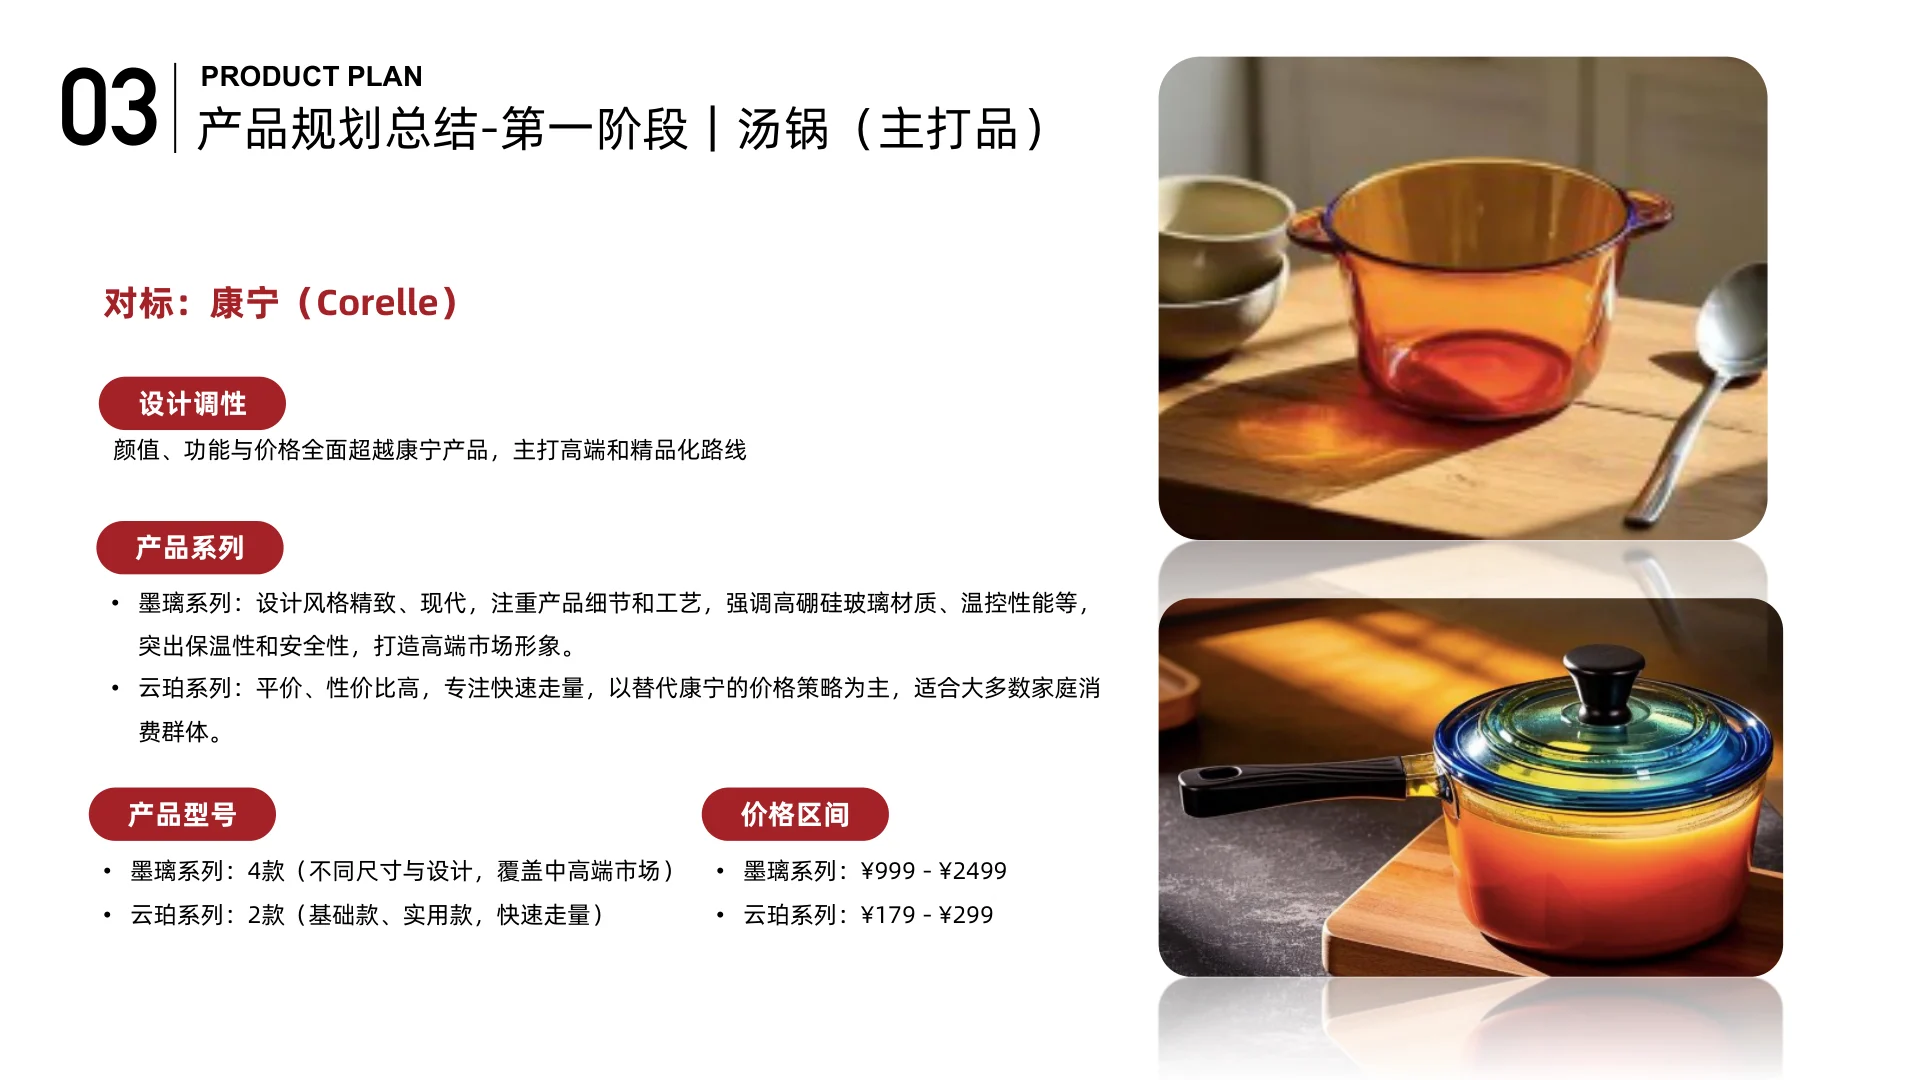 03
PRODUCT PLAN
产品规划总结-第一阶段｜汤锅（主打品）
对标：康宁（Corelle）
设计调性
颜值、功能与价格全面超越康宁产品，主打高端和精品化路线
产品系列
• 墨璃系列：设计风格精致、现代，注重产品细节和工艺，强调高硼硅玻璃材质、温控性能等，
突出保温性和安全性，打造高端市场形象。
• 云珀系列：平价、性价比高，专注快速走量，以替代康宁的价格策略为主，适合大多数家庭消
费群体。
产品型号
• 墨璃系列：4款（不同尺寸与设计，覆盖中高端市场）
• 云珀系列：2款（基础款、实用款，快速走量）
价格区间
• 墨璃系列：¥999 - ¥2499
• 云珀系列：¥179 - ¥299